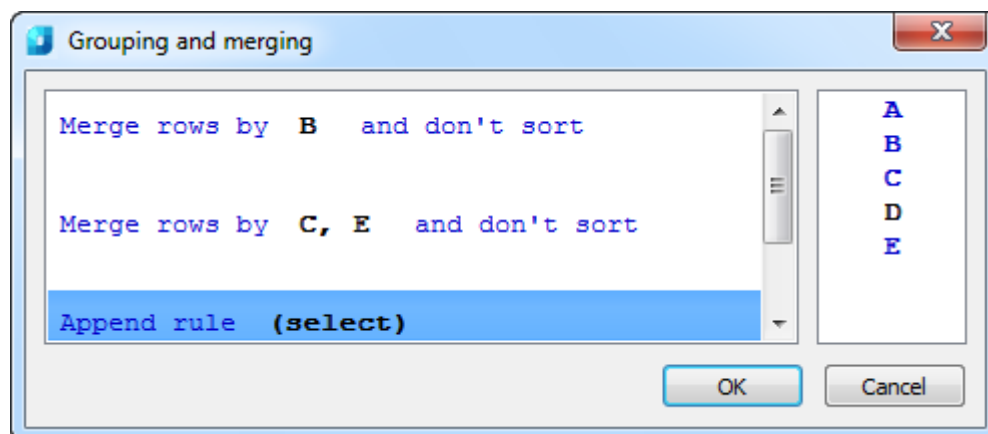 Grouping and merging
Merge rows by B and don't sort
Merge rows by C, E and don't sort
Append rule (select)
A
B
C
D
E
OK
Cancel